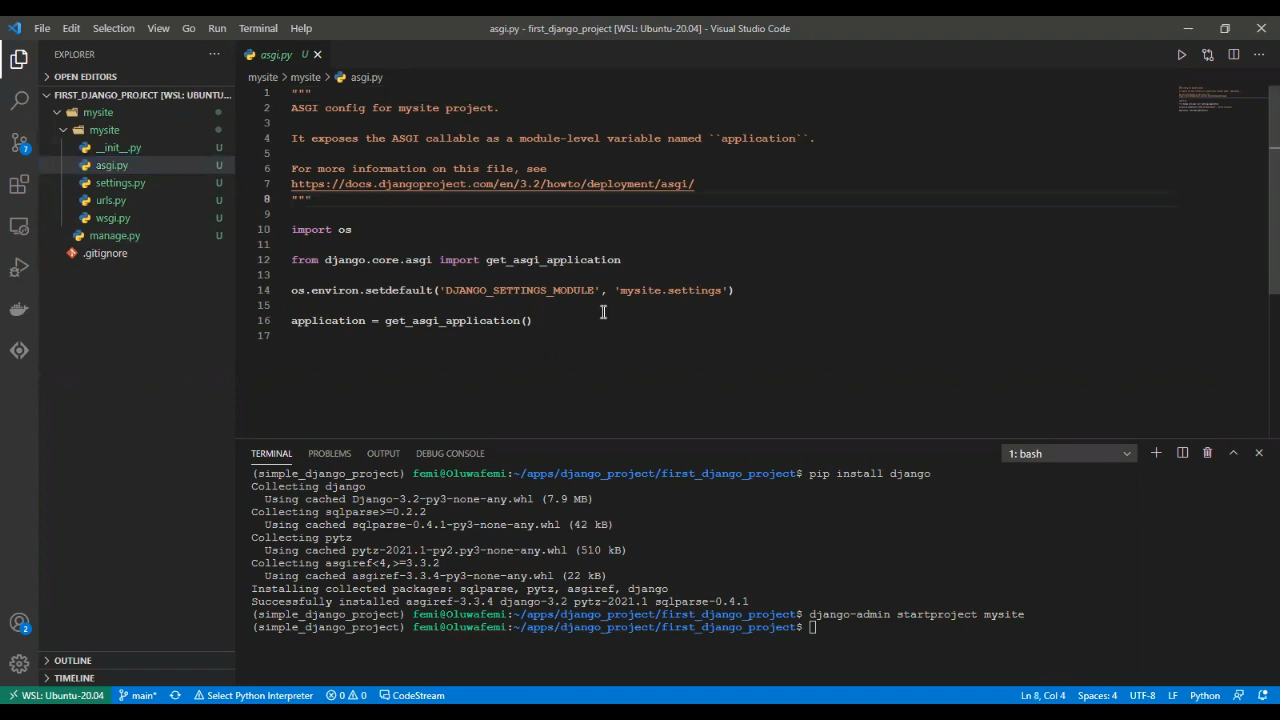 File Edit Selection View Go Run Terminal Help
asgi.py - first_django_project [WSL: Ubuntu-20.04] - Visual Studio Code
EXPLORER ···
OPEN EDITORS
FIRST_DJANGO_PROJECT [WSL: UBUNTU...
mysite
mysite
__init__.py U
asgi.py U
settings.py U
urls.py U
wsgi.py U
manage.py U
.gitignore
7
2
OUTLINE
TIMELINE
asgi.py U
mysite > mysite > asgi.py
1 """
2 ASGI config for mysite project.
3
4 It exposes the ASGI callable as a module-level variable named ``application``.
5
6 For more information on this file, see
7 https://docs.djangoproject.com/en/3.2/howto/deployment/asgi/
8 """
9
10 import os
11
12 from django.core.asgi import get_asgi_application
13
14 os.environ.setdefault('DJANGO_SETTINGS_MODULE', 'mysite.settings')
15
16 application = get_asgi_application()
17
TERMINAL PROBLEMS OUTPUT DEBUG CONSOLE 1: bash
(simple_django_project) femi@Oluwafemi:~/apps/django_project/first_django_project$ pip install django
Collecting django
Using cached Django-3.2-py3-none-any.whl (7.9 MB)
Collecting sqlparse>=0.2.2
Using cached sqlparse-0.4.1-py3-none-any.whl (42 kB)
Collecting pytz
Using cached pytz-2021.1-py2.py3-none-any.whl (510 kB)
Collecting asgiref<4,>=3.3.2
Using cached asgiref-3.3.4-py3-none-any.whl (22 kB)
Installing collected packages: sqlparse, pytz, asgiref, django
Successfully installed asgiref-3.3.4 django-3.2 pytz-2021.1 sqlparse-0.4.1
(simple_django_project) femi@Oluwafemi:~/apps/django_project/first_django_project$ django-admin startproject mysite
(simple_django_project) femi@Oluwafemi:~/apps/django_project/first_django_project$
WSL: Ubuntu-20.04 main* Select Python Interpreter 0 0 CodeStream Ln 8, Col 4 Spaces: 4 UTF-8 LF Python